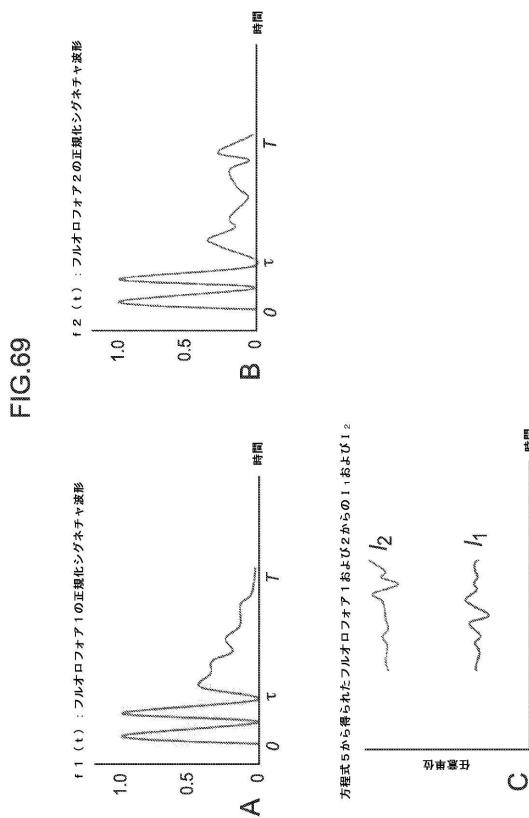 FIG.69
f1(t):フルオロフォア1の正規化シグネチャ波形
1.0
0.5
0
0
τ
T
時間
A
f2(t):フルオロフォア2の正規化シグネチャ波形
1.0
0.5
0
0
τ
T
時間
B
方程式5から得られたフルオロフォア1および2からのI₁およびI₂
任意単位
I₂
I₁
時間
C